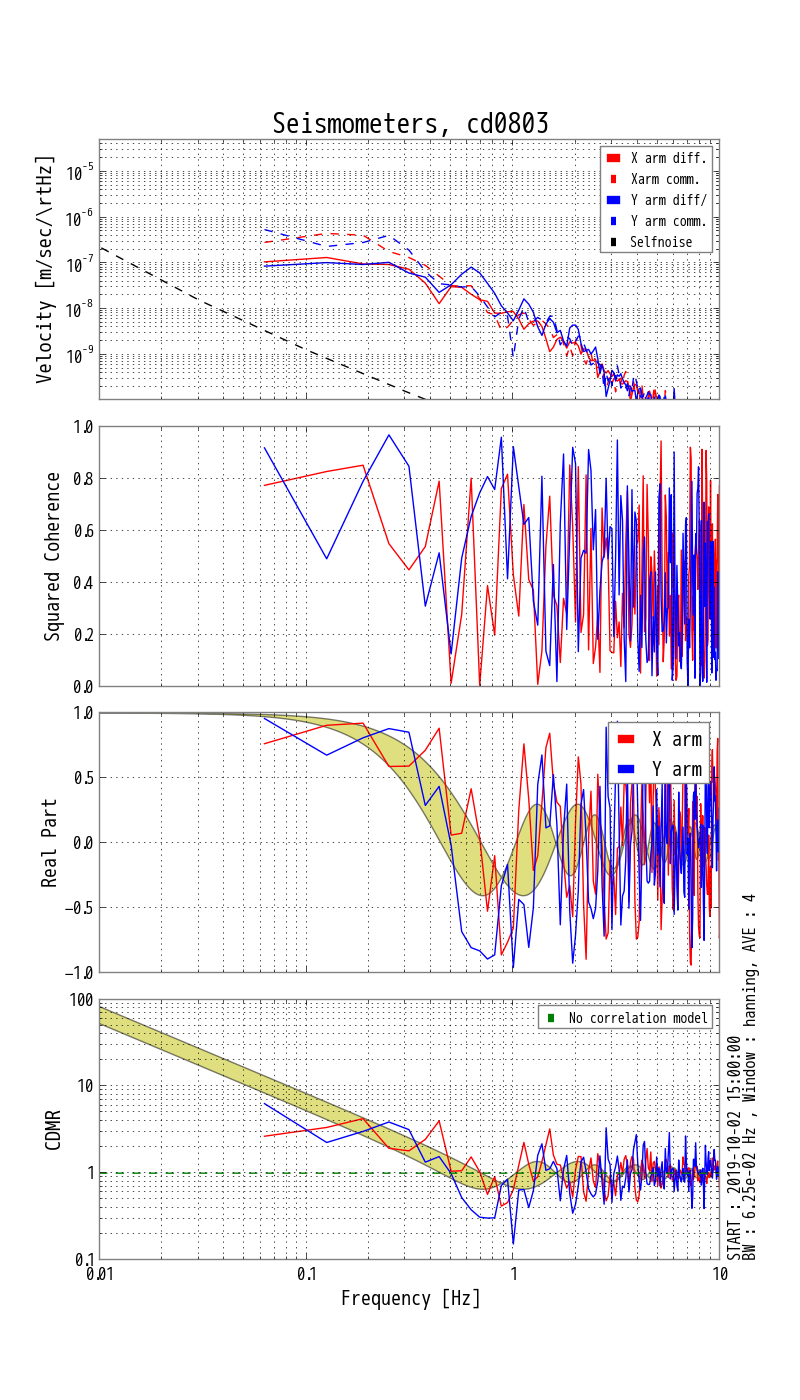 Seismometers, cd0803
Velocity [m/sec/\rtHz]
10^-5
10^-6
10^-7
10^-8
10^-9
X arm diff.
Xarm comm.
Y arm diff/
Y arm comm.
Selfnoise
Squared Coherence
1.0
0.8
0.6
0.4
0.2
0.0
Real Part
1.0
0.5
0.0
−0.5
−1.0
X arm
Y arm
CDMR
100
10
1
0.1
No correlation model
0.01
0.1
1
10
Frequency [Hz]
START : 2019-10-02 15:00:00
BW : 6.25e-02 Hz , Window : hanning, AVE : 4